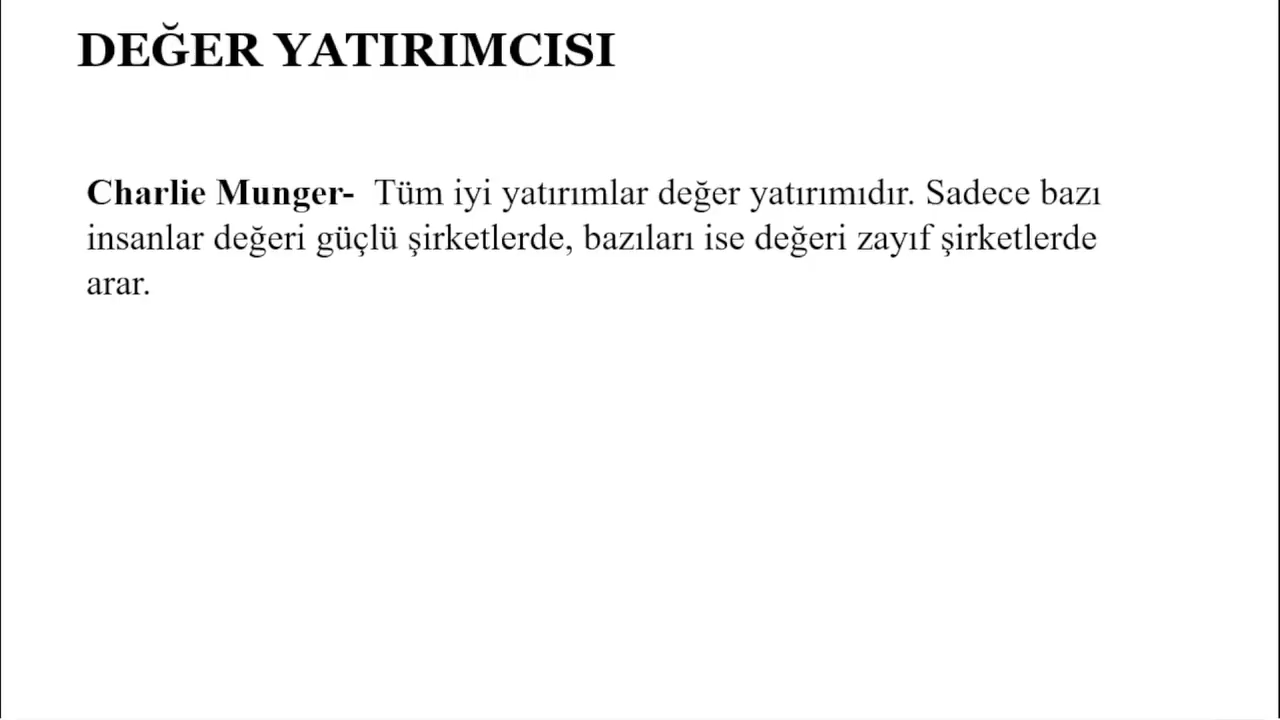 DEĞER YATIRIMCISI
Charlie Munger- Tüm iyi yatırımlar değer yatırımıdır. Sadece bazı
insanlar değeri güçlü şirketlerde, bazıları ise değeri zayıf şirketlerde
arar.